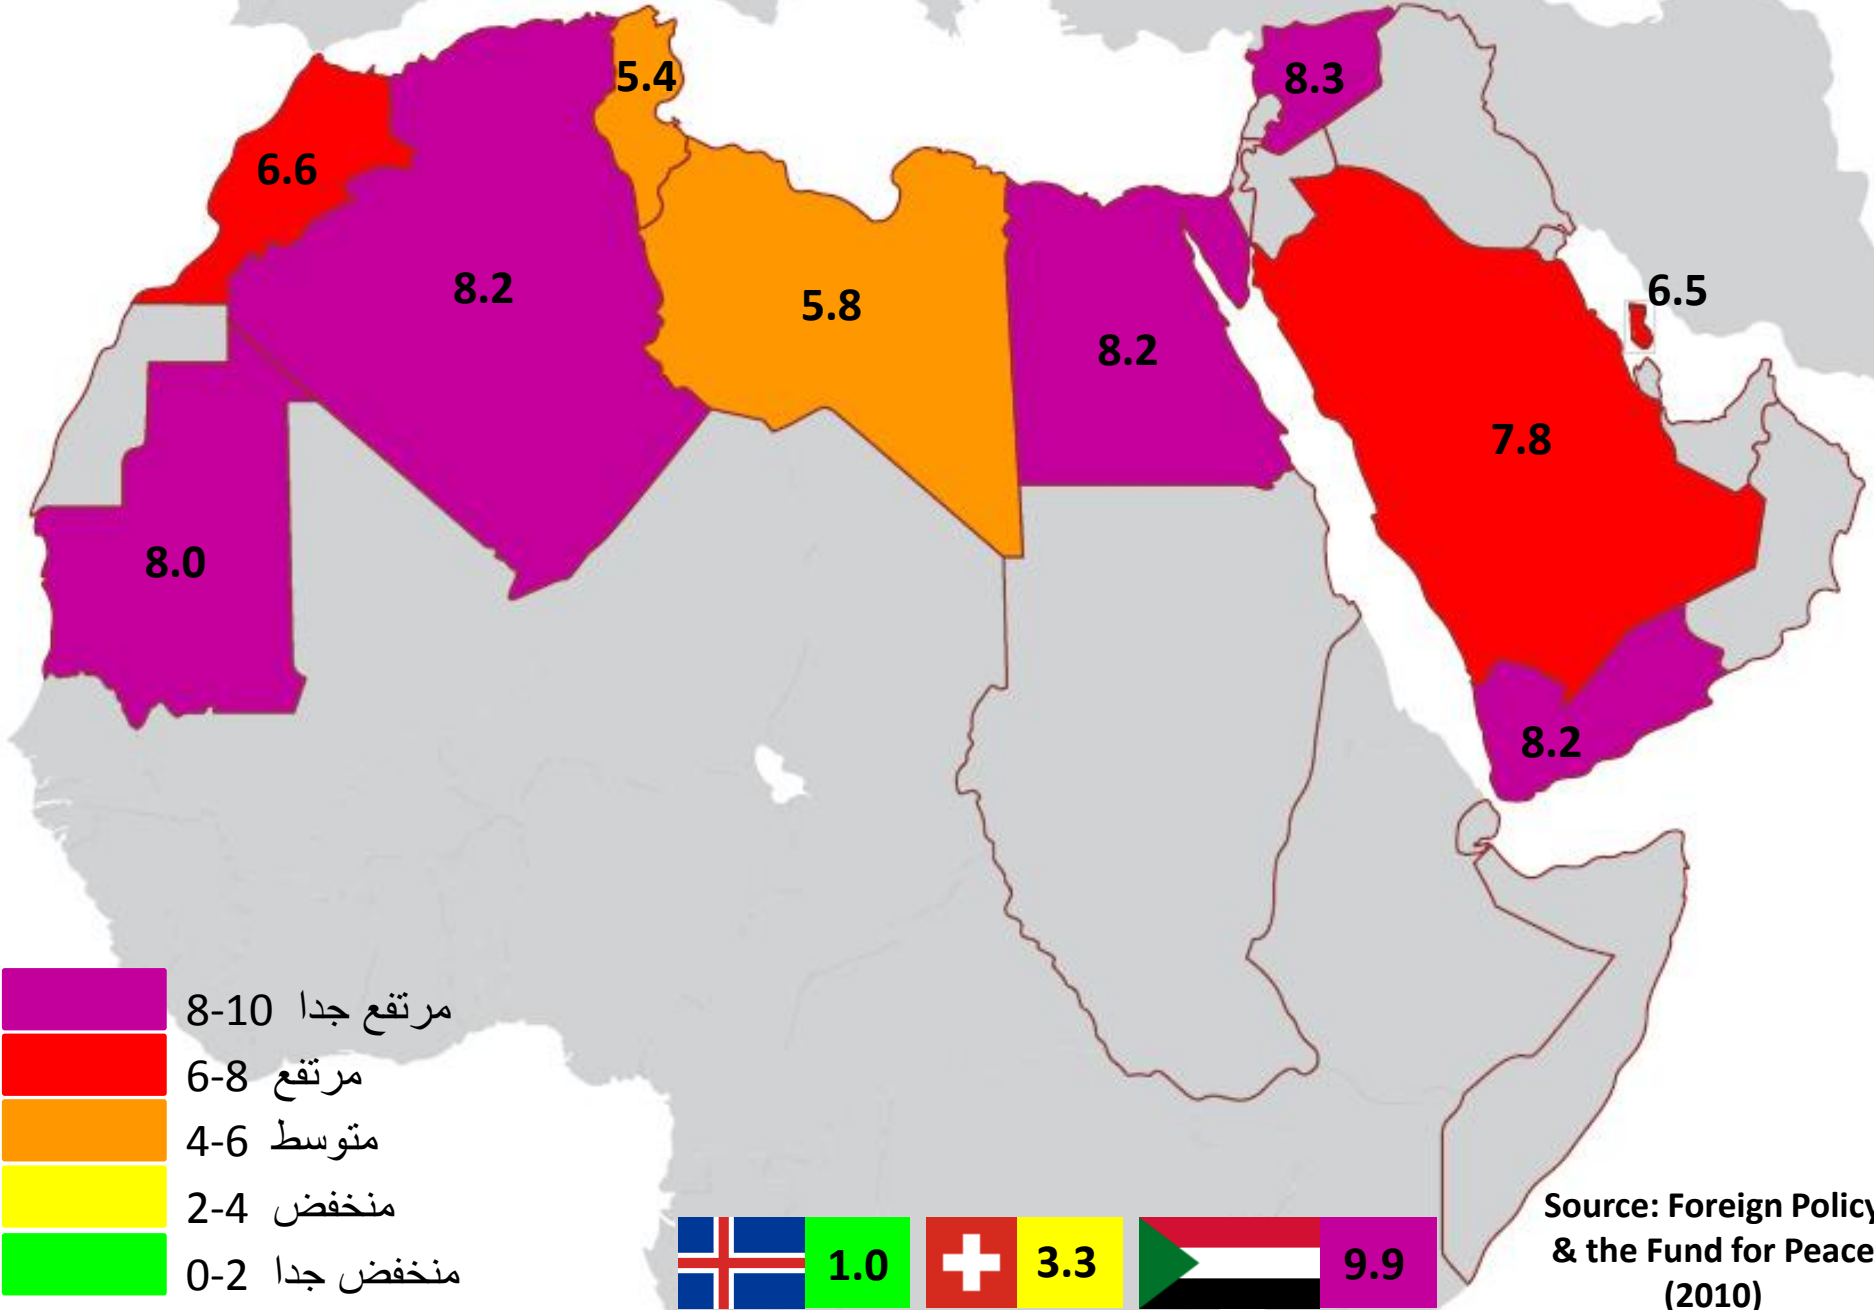 5.4
8.3
6.6
8.2
5.8
6.5
8.2
7.8
8.0
8.2
مرتفع جدا 8-10
مرتفع 6-8
متوسط 4-6
منخفض 2-4
منخفض جدا 0-2
1.0
3.3
9.9
Source: Foreign Policy
& the Fund for Peace
(2010)